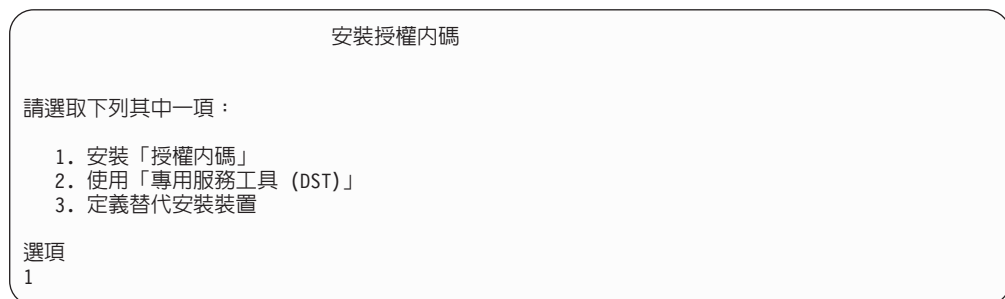 安裝授權內碼
請選取下列其中一項：
1. 安裝「授權內碼」
2. 使用「專用服務工具 (DST)」
3. 定義替代安裝裝置
選項
1